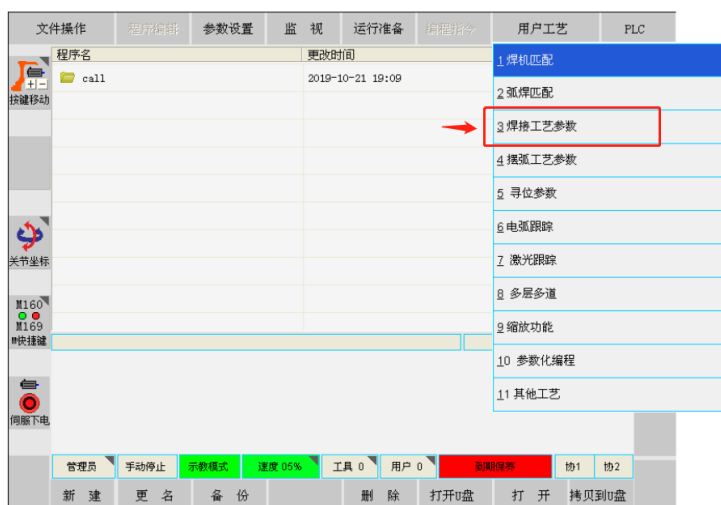 文件操作 程序编辑 参数设置 监 视 运行准备 编程指令 用户工艺 PLC
程序名 更改时间
call 2019-10-21 19:09
按键移动
关节坐标
M160
M169
M快捷键
伺服下电
1 焊机匹配
2 弧焊匹配
3 焊接工艺参数
4 摆弧工艺参数
5 寻位参数
6 电弧跟踪
7 激光跟踪
8 多层多道
9 缩放功能
10 参数化编程
11 其他工艺
管理员 手动停止 示教模式 速度 05% 工具 0 用户 0 到期保养 协1 协2
新 建 更 名 备 份 删 除 打开U盘 打 开 拷贝到U盘